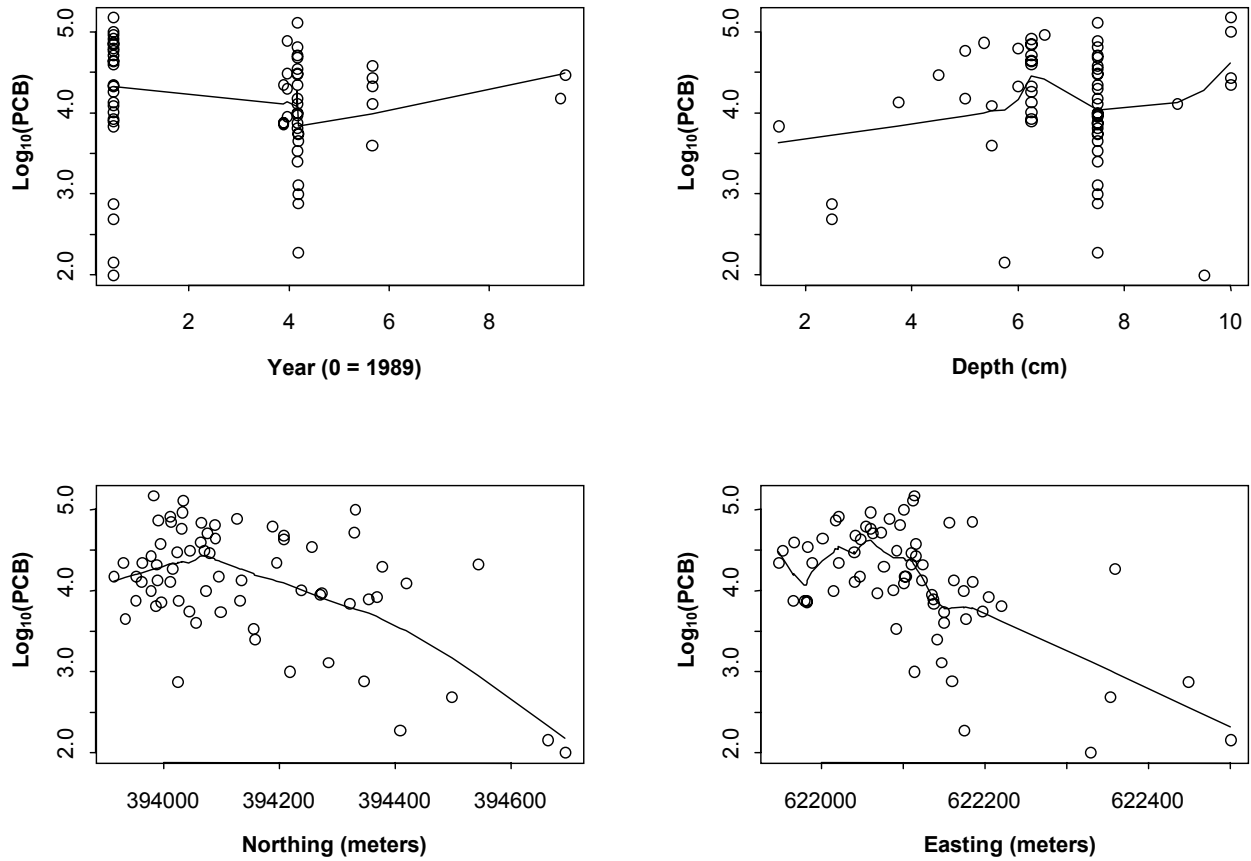 Log₁₀(PCB)
5.0
4.0
3.0
2.0
2 4 6 8
Year (0 = 1989)
Log₁₀(PCB)
5.0
4.0
3.0
2.0
2 4 6 8 10
Depth (cm)
Log₁₀(PCB)
5.0
4.0
3.0
2.0
394000 394200 394400 394600
Northing (meters)
Log₁₀(PCB)
5.0
4.0
3.0
2.0
622000 622200 622400
Easting (meters)